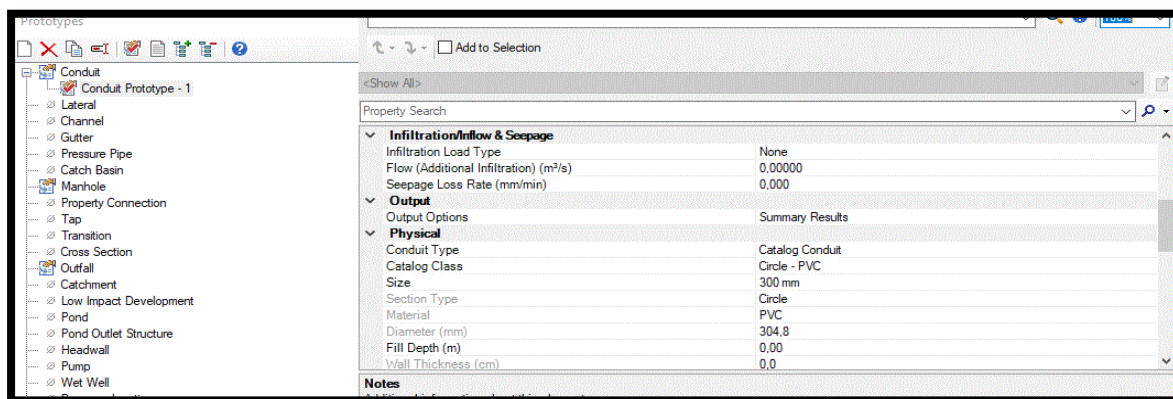 Prototypes
100%
Add to Selection
Conduit
Conduit Prototype - 1
Lateral
Channel
Gutter
Pressure Pipe
Catch Basin
Manhole
Property Connection
Tap
Transition
Cross Section
Outfall
Catchment
Low Impact Development
Pond
Pond Outlet Structure
Headwall
Pump
Wet Well
<Show All>
Property Search
Infiltration/Inflow & Seepage
Infiltration Load Type None
Flow (Additional Infiltration) (m³/s) 0,00000
Seepage Loss Rate (mm/min) 0,000
Output
Output Options Summary Results
Physical
Conduit Type Catalog Conduit
Catalog Class Circle - PVC
Size 300 mm
Section Type Circle
Material PVC
Diameter (mm) 304,8
Fill Depth (m) 0,00
Wall Thickness (cm) 0,0
Notes